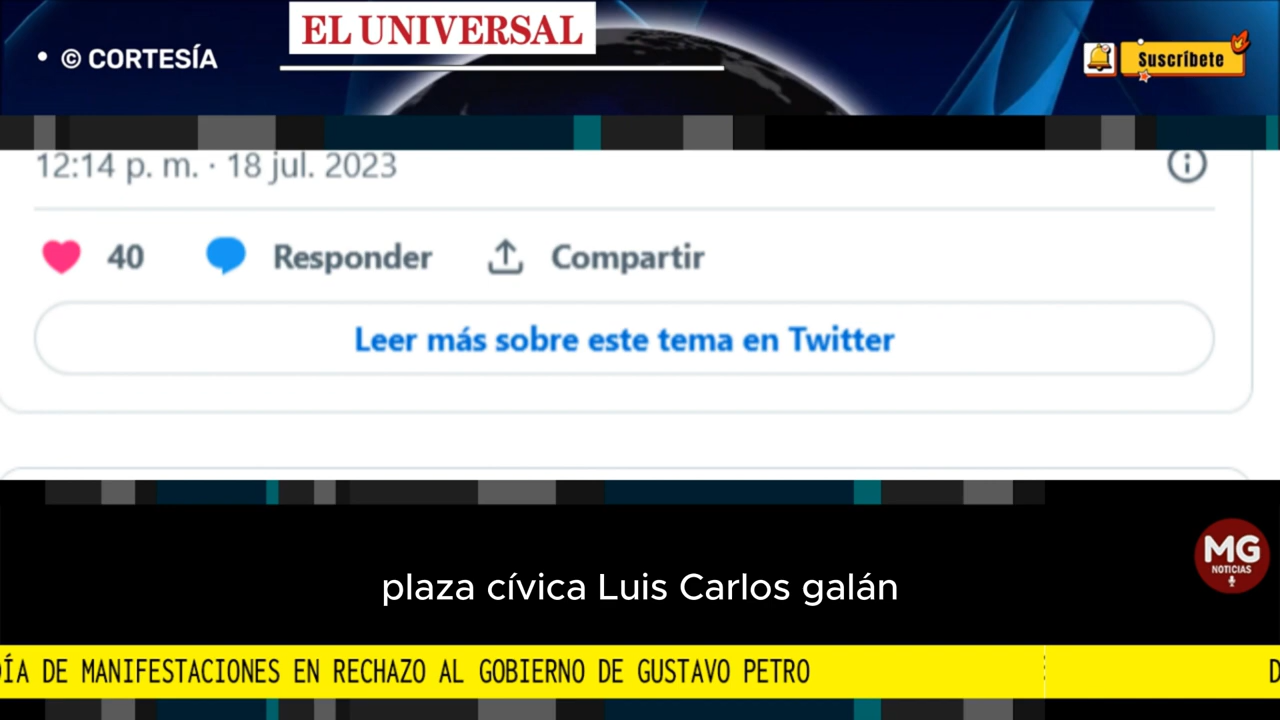 • © CORTESÍA
EL UNIVERSAL
Suscríbete
12:14 p. m. · 18 jul. 2023
40 Responder Compartir
Leer más sobre este tema en Twitter
MG
NOTICIAS
plaza cívica Luis Carlos galán
ÍA DE MANIFESTACIONES EN RECHAZO AL GOBIERNO DE GUSTAVO PETRO